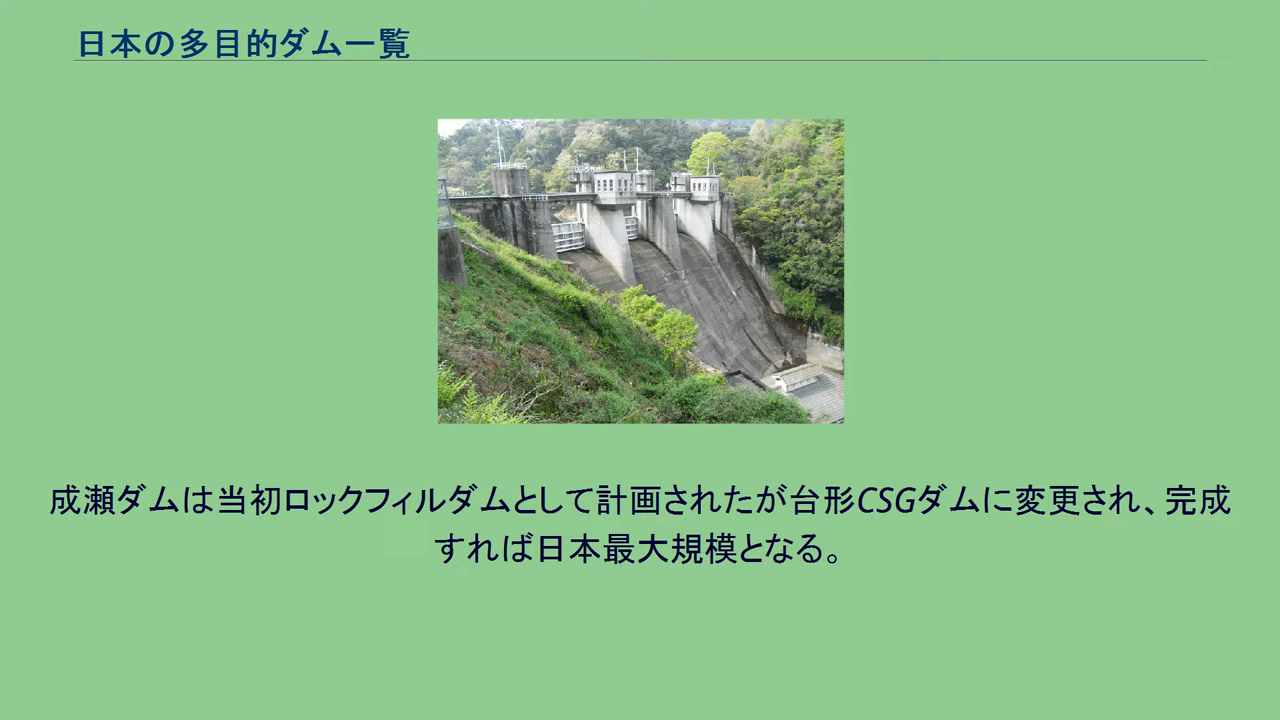 日本の多目的ダム一覧
成瀬ダムは当初ロックフィルダムとして計画されたが台形CSGダムに変更され、完成
すれば日本最大規模となる。